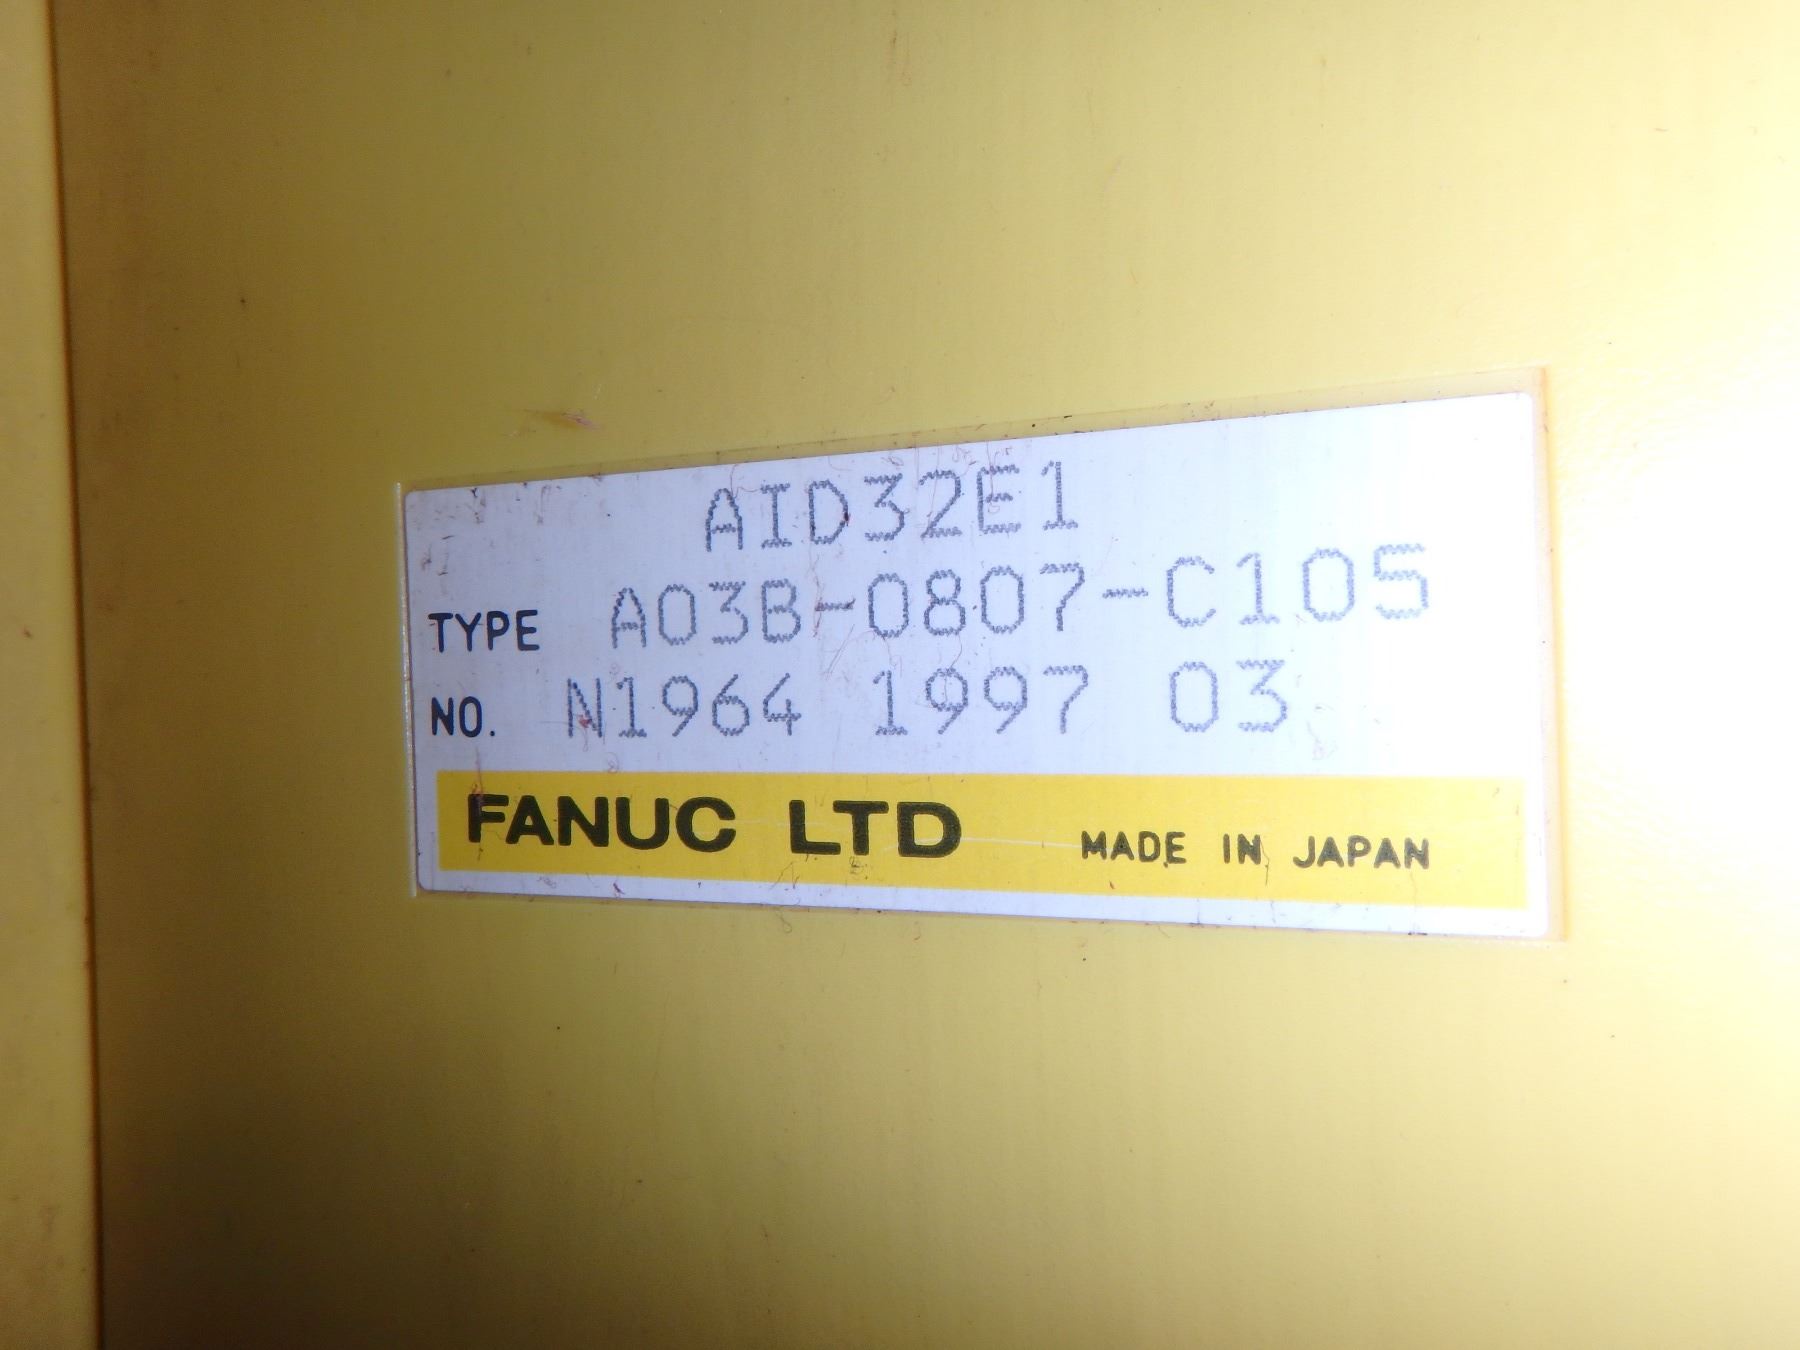 AID32E1
TYPE A03B-0807-C105
NO. N1964 1997 03
FANUC LTD MADE IN JAPAN